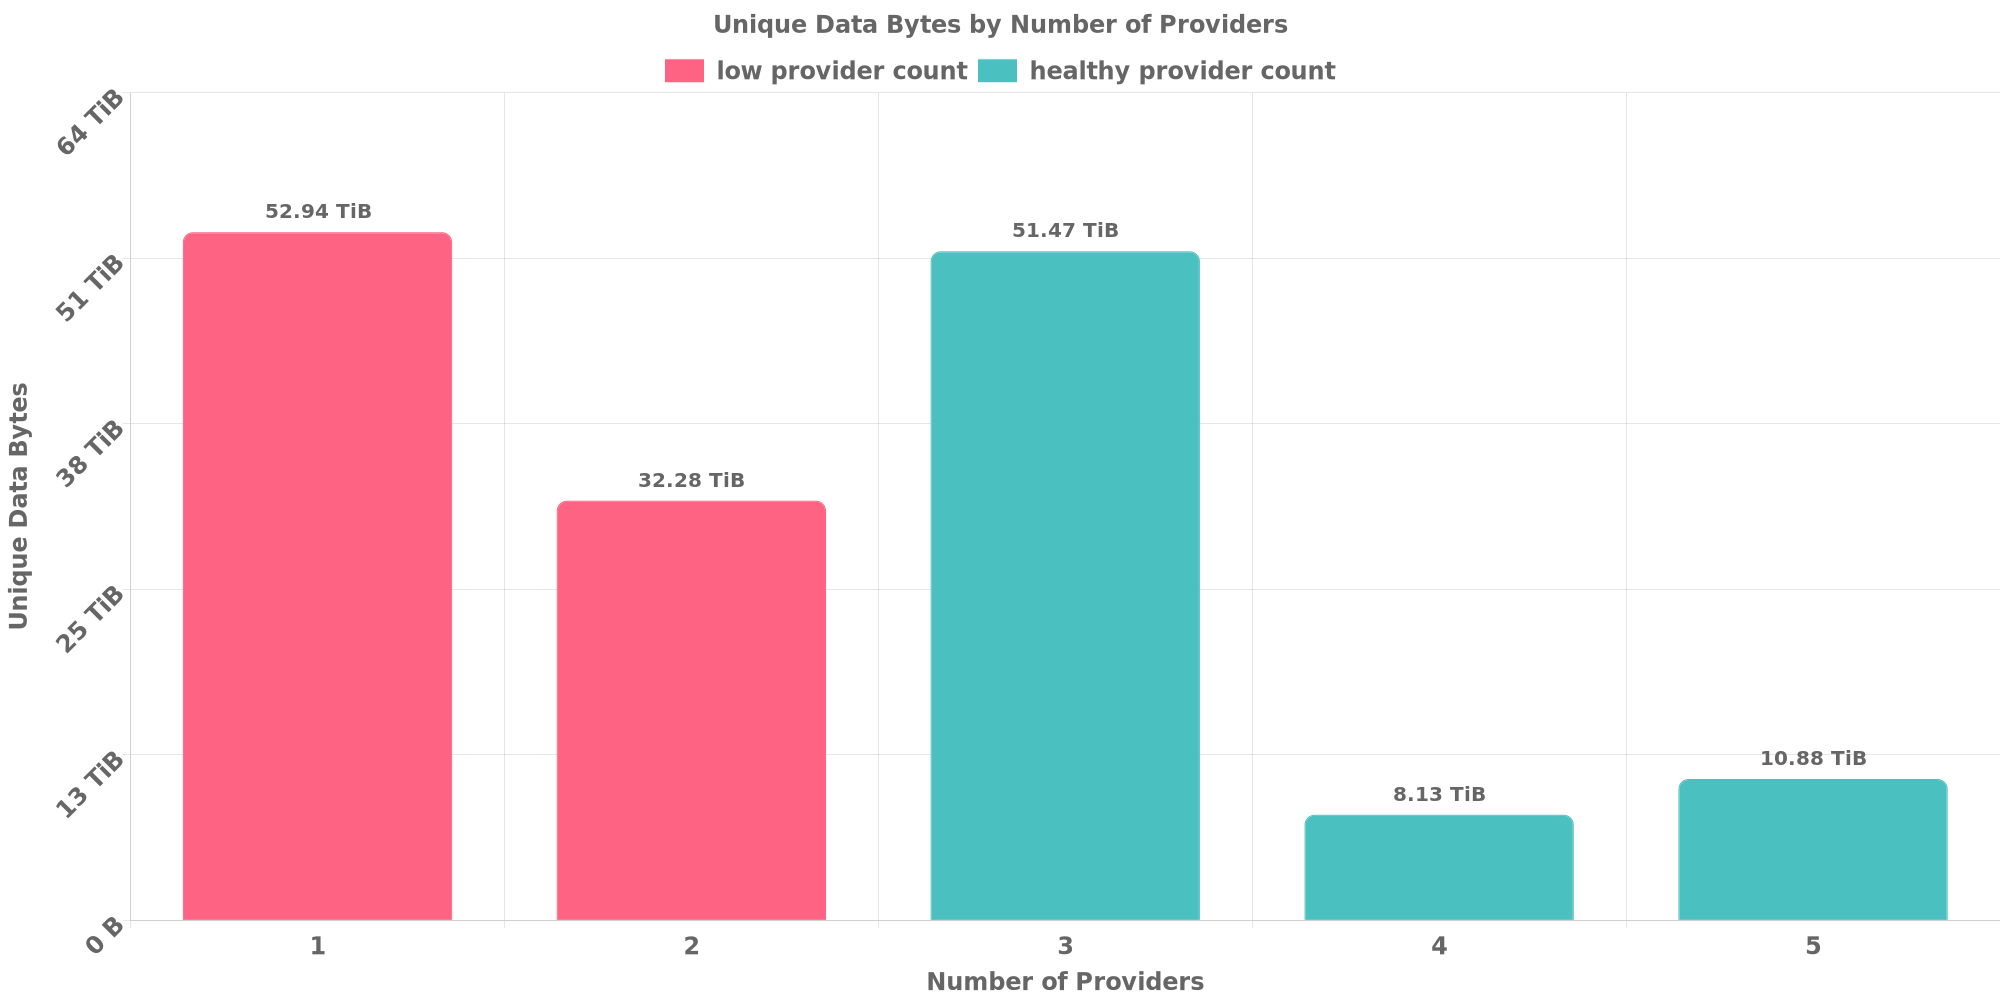 Unique Data Bytes by Number of Providers
low provider count healthy provider count
64 TiB
51 TiB
38 TiB
25 TiB
13 TiB
0 B
Unique Data Bytes
52.94 TiB
32.28 TiB
51.47 TiB
8.13 TiB
10.88 TiB
1 2 3 4 5
Number of Providers